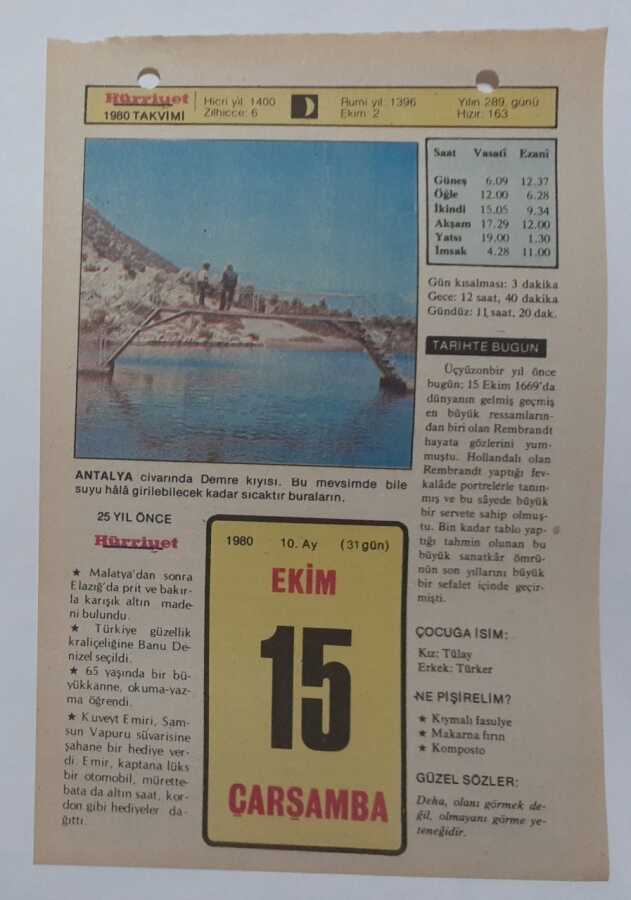 Hürriyet
1980 TAKVİMİ
Hicri yıl: 1400
Zilhicce: 6
Rumi yıl: 1396
Ekim: 2
Yılın 289. günü
Hızır: 163
Saat Vasatî Ezanî
Güneş 6.09 12.37
Öğle 12.00 6.28
İkindi 15.05 9.34
Akşam 17.29 12.00
Yatsı 19.00 1.30
İmsak 4.28 11.00
Gün kısalması: 3 dakika
Gece: 12 saat, 40 dakika
Gündüz: 11 saat, 20 dak.
TARİHTE BUGÜN
Üçyüzonbir yıl önce
bugün; 15 Ekim 1669'da
dünyanın gelmiş geçmiş
en büyük ressamların-
dan biri olan Rembrandt
hayata gözlerini yum-
muştu. Hollandalı olan
Rembrandt yaptığı fev-
kalâde portrelerle tanın-
mış ve bu sâyede büyük
bir servete sahip olmuş-
tu. Bin kadar tablo yap-
tığı tahmin olunan bu
büyük sanatkâr ömrü-
nün son yıllarını büyük
bir sefalet içinde geçir-
mişti.
ANTALYA civarında Demre kıyısı. Bu mevsimde bile
suyu hâlâ girilebilecek kadar sıcaktır buraların.
25 YIL ÖNCE
Hürriyet
★ Malatya'dan sonra
Elazığ'da prit ve bakır-
la karışık altın made-
ni bulundu.
★ Türkiye güzellik
kraliçeliğine Banu De-
nizel seçildi.
★ 65 yaşında bir bü-
yükkanne, okuma-yaz-
ma öğrendi.
★ Kuveyt Emiri, Sam-
sun Vapuru süvarisine
şahane bir hediye ver-
di. Emir, kaptana lüks
bir otomobil, mürette-
bata da altın saat, kor-
don gibi hediyeler da-
ğıttı.
1980 10. Ay (31 gün)
EKİM
15
ÇARŞAMBA
ÇOCUĞA İSİM:
Kız: Tülay
Erkek: Türker
NE PİŞİRELİM?
★ Kıymalı fasulye
★ Makarna fırın
★ Komposto
GÜZEL SÖZLER:
Deha, olanı görmek de-
ğil, olmayanı görme ye-
teneğidir.